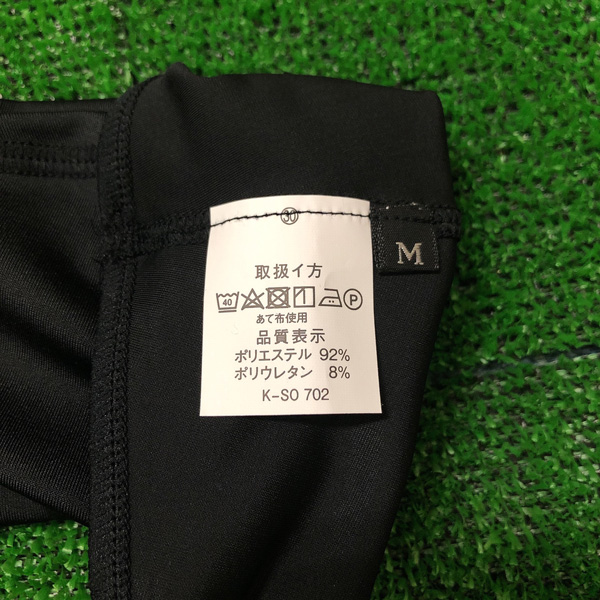 ㉚
M
取扱イ方
40 P
あて布使用
品質表示
ポリエステル 92%
ポリウレタン 8%
K-SO 702